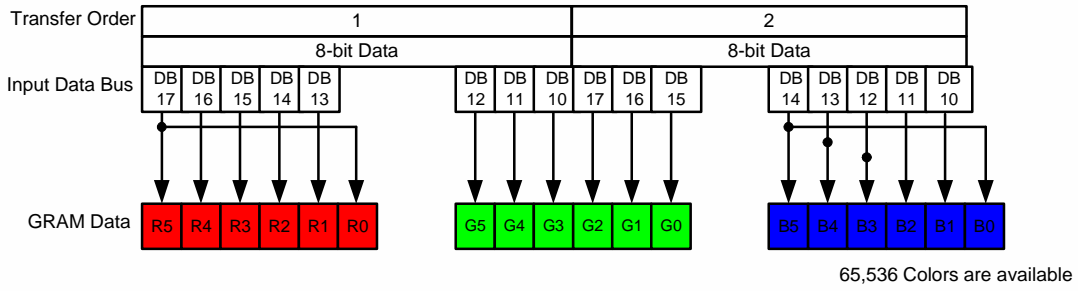 Transfer Order 1 2
8-bit Data 8-bit Data
Input Data Bus DB 17 DB 16 DB 15 DB 14 DB 13 DB 12 DB 11 DB 10 DB 17 DB 16 DB 15 DB 14 DB 13 DB 12 DB 11 DB 10
GRAM Data R5 R4 R3 R2 R1 R0 G5 G4 G3 G2 G1 G0 B5 B4 B3 B2 B1 B0
65,536 Colors are available